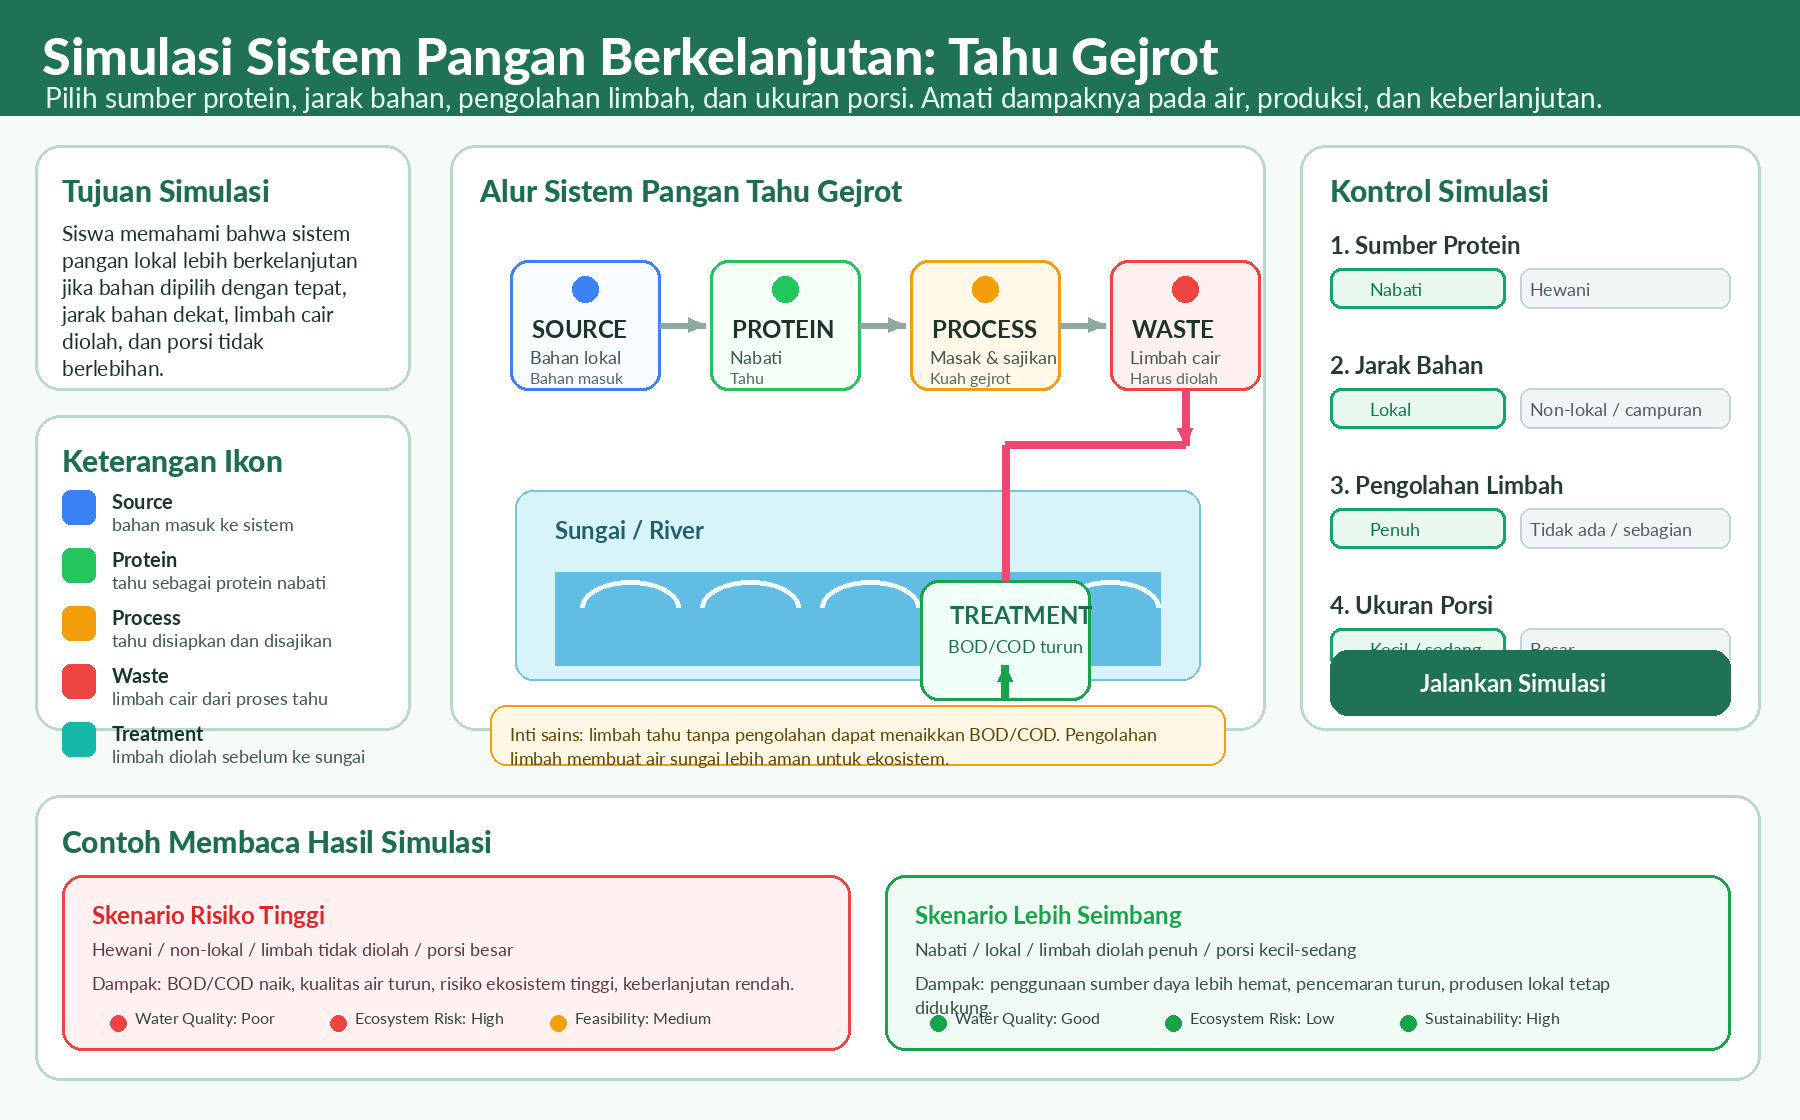 Simulasi Sistem Pangan Berkelanjutan: Tahu Gejrot
Pilih sumber protein, jarak bahan, pengolahan limbah, dan ukuran porsi. Amati dampaknya pada air, produksi, dan keberlanjutan.
Tujuan Simulasi
Siswa memahami bahwa sistem
pangan lokal lebih berkelanjutan
jika bahan dipilih dengan tepat,
jarak bahan dekat, limbah cair
diolah, dan porsi tidak
berlebihan.
Keterangan Ikon
Source
bahan masuk ke sistem
Protein
tahu sebagai protein nabati
Process
tahu disiapkan dan disajikan
Waste
limbah cair dari proses tahu
Treatment
limbah diolah sebelum ke sungai
Alur Sistem Pangan Tahu Gejrot
SOURCE
Bahan lokal
Bahan masuk
PROTEIN
Nabati
Tahu
PROCESS
Masak & sajikan
Kuah gejrot
WASTE
Limbah cair
Harus diolah
Sungai / River
TREATMENT
BOD/COD turun
Inti sains: limbah tahu tanpa pengolahan dapat menaikkan BOD/COD. Pengolahan
limbah membuat air sungai lebih aman untuk ekosistem.
Kontrol Simulasi
1. Sumber Protein
Nabati
Hewani
2. Jarak Bahan
Lokal
Non-lokal / campuran
3. Pengolahan Limbah
Penuh
Tidak ada / sebagian
4. Ukuran Porsi
Kecil / sedang
Besar
Jalankan Simulasi
Contoh Membaca Hasil Simulasi
Skenario Risiko Tinggi
Hewani / non-lokal / limbah tidak diolah / porsi besar
Dampak: BOD/COD naik, kualitas air turun, risiko ekosistem tinggi, keberlanjutan rendah.
Water Quality: Poor
Ecosystem Risk: High
Feasibility: Medium
Skenario Lebih Seimbang
Nabati / lokal / limbah diolah penuh / porsi kecil-sedang
Dampak: penggunaan sumber daya lebih hemat, pencemaran turun, produsen lokal tetap
didukung.
Water Quality: Good
Ecosystem Risk: Low
Sustainability: High